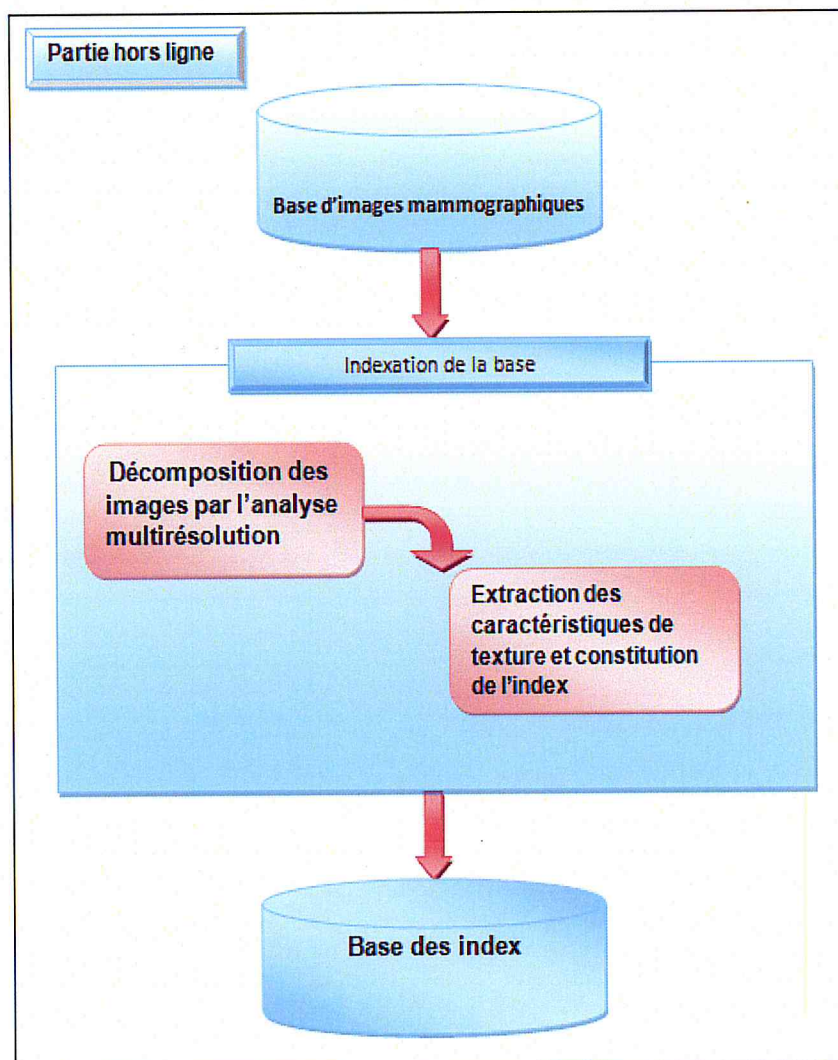 Partie hors ligne
Base d'images mammographiques
Indexation de la base
Décomposition des
images par l'analyse
multirésolution
Extraction des
caractéristiques de
texture et constitution
de l'index
Base des index